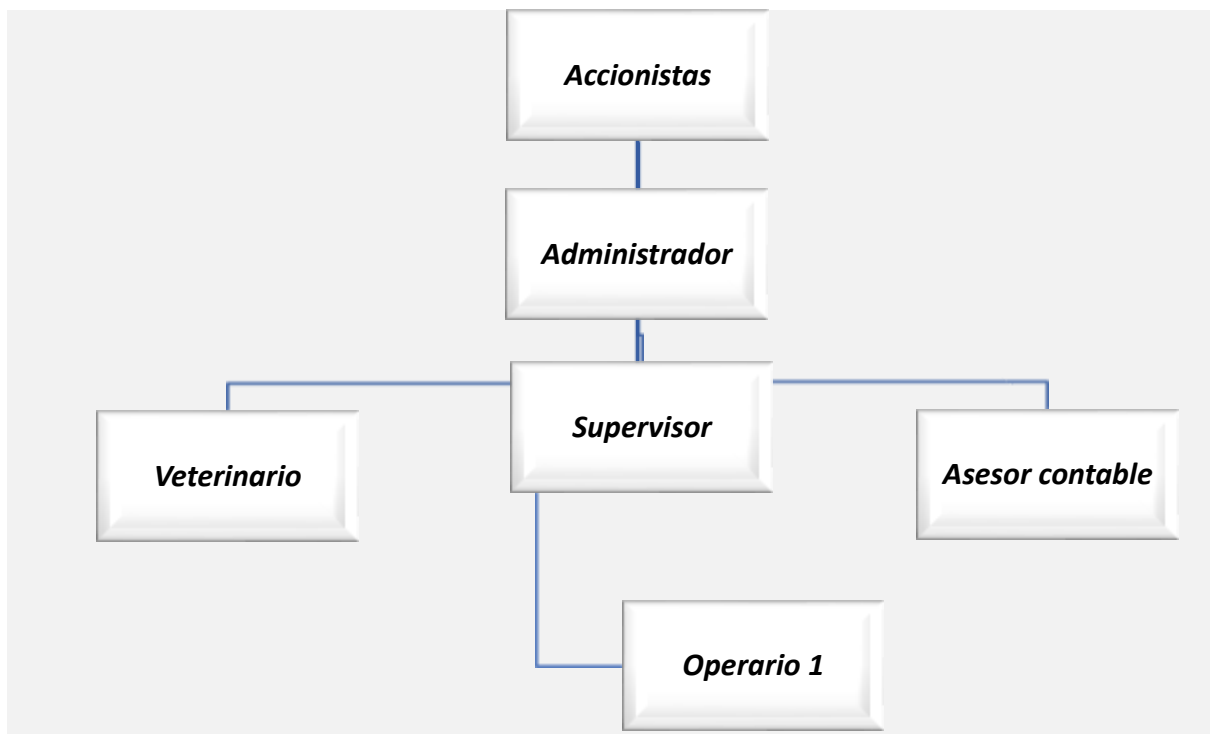 Accionistas
Administrador
Supervisor
Veterinario
Asesor contable
Operario 1